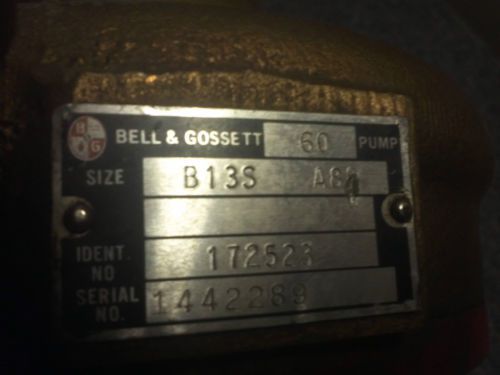 B G
BELL & GOSSETT 60 PUMP
SIZE B13S
IDENT. NO 172523
SERIAL NO. 1442289